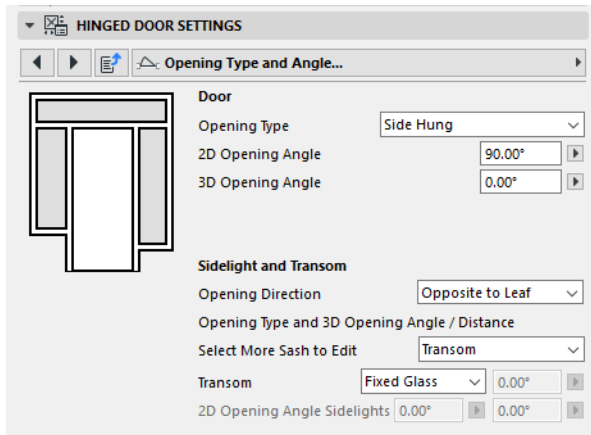 HINGED DOOR SETTINGS
Opening Type and Angle...
Door
Opening Type Side Hung
2D Opening Angle 90.00°
3D Opening Angle 0.00°
Sidelight and Transom
Opening Direction Opposite to Leaf
Opening Type and 3D Opening Angle / Distance
Select More Sash to Edit Transom
Transom Fixed Glass 0.00°
2D Opening Angle Sidelights 0.00° 0.00°